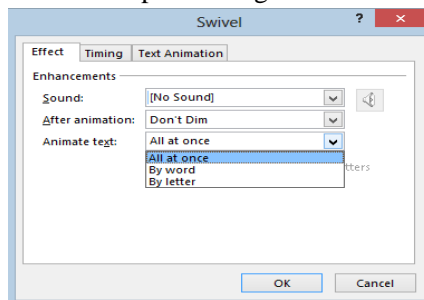 Swivel ? ×
Effect Timing Text Animation
Enhancements
Sound: [No Sound]
After animation: Don't Dim
Animate text: All at once
All at once
By word tters
By letter
OK Cancel